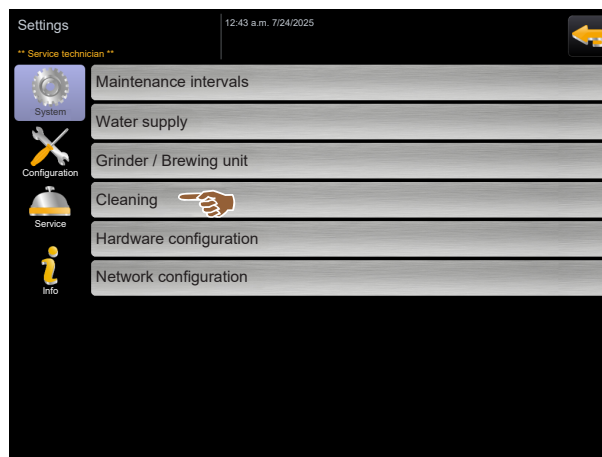 Settings
12:43 a.m. 7/24/2025
** Service technician **
System
Configuration
Service
Info
Maintenance intervals
Water supply
Grinder / Brewing unit
Cleaning
Hardware configuration
Network configuration